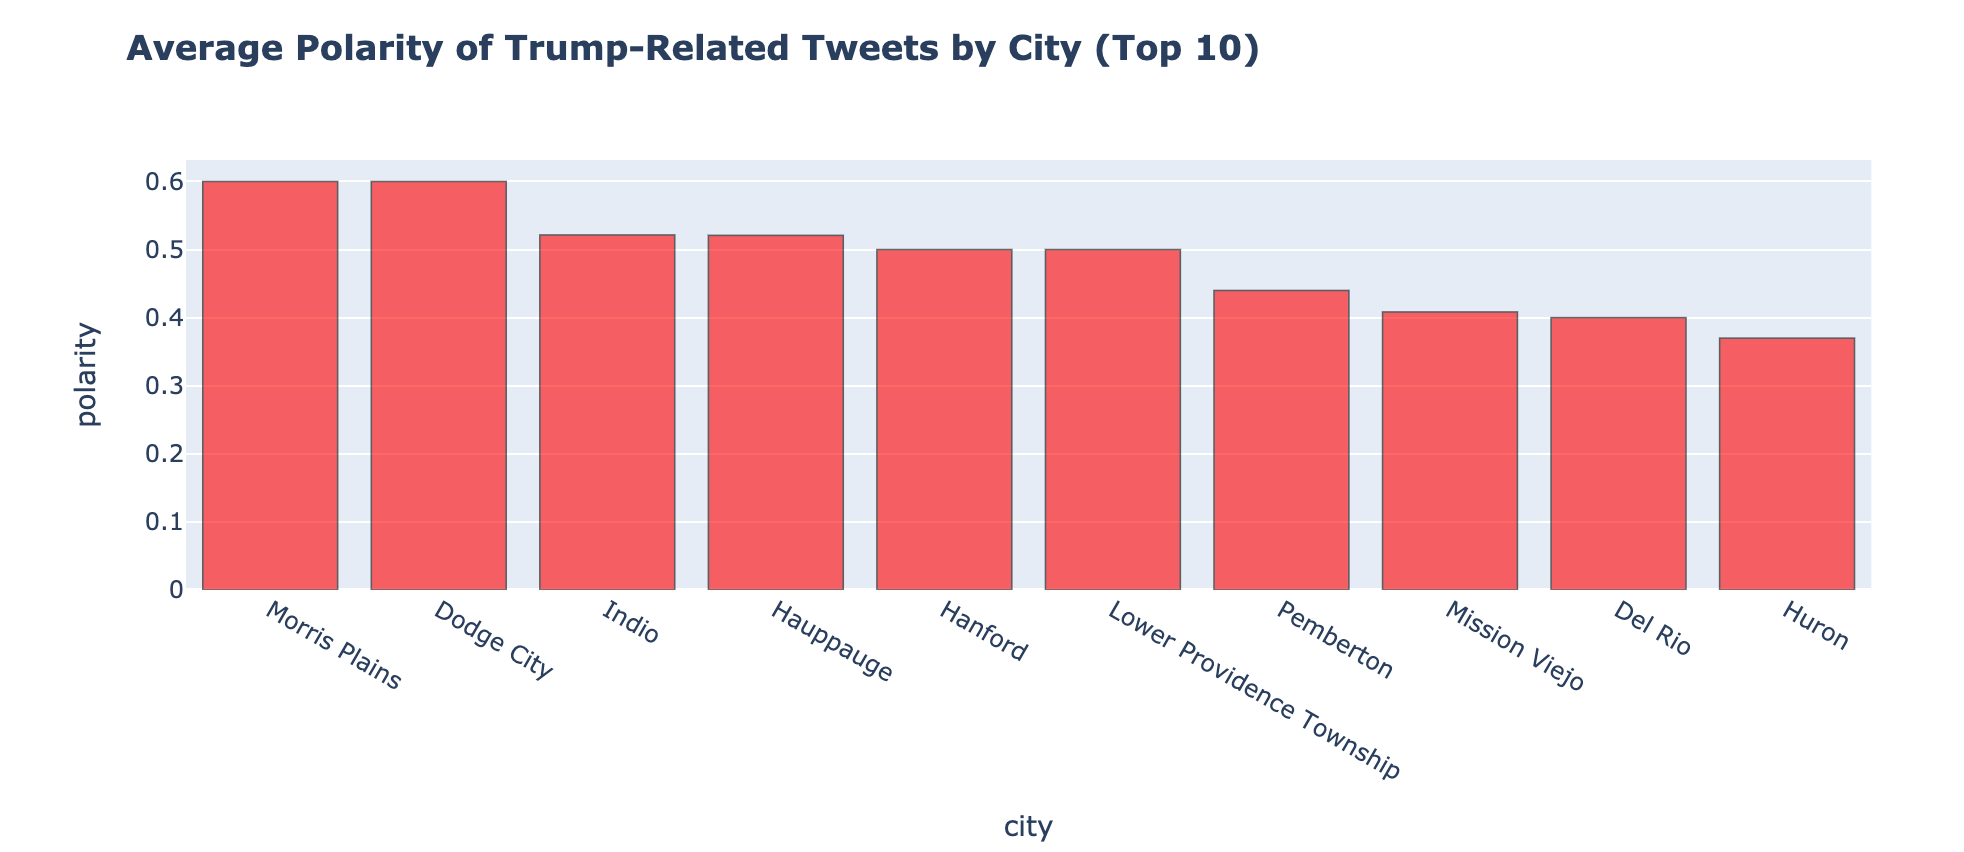 Average Polarity of Trump-Related Tweets by City (Top 10)
polarity
0.6
0.5
0.4
0.3
0.2
0.1
0
Morris Plains
Dodge City
Indio
Hauppauge
Hanford
Lower Providence Township
Pemberton
Mission Viejo
Del Rio
Huron
city